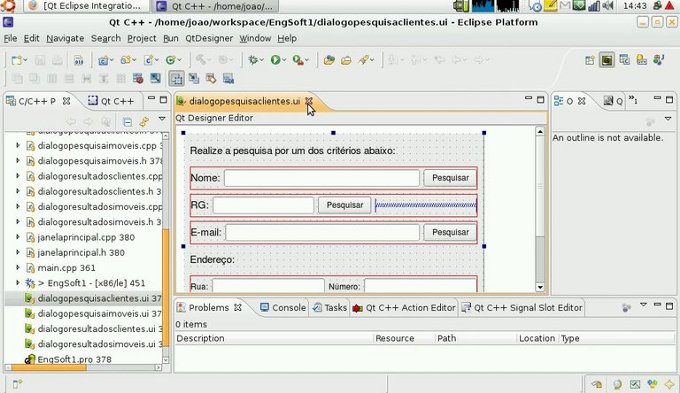 [Qt Eclipse Integratio...
Qt C++ - /home/joao/...
14:43
Qt C++ - /home/joao/workspace/EngSoft1/dialogopesquisaclientes.ui - Eclipse Platform
File Edit Navigate Search Project Run QtDesigner Window Help
C/C++ P
Qt C++
dialogopesquisaclientes.ui
O
Q
»1
Qt Designer Editor
An outline is not available.
dialogopesquisaimoveis.cpp
dialogopesquisaimoveis.h 378
dialogoresultadosclientes.cpp
dialogoresultadosclientes.h 3
dialogoresultadosimoveis.cpp
dialogoresultadosimoveis.h 3
janelaprincipal.cpp 380
janelaprincipal.h 380
main.cpp 361
> EngSoft1 - [x86/le] 451
dialogopesquisaclientes.ui 37
dialogopesquisaimoveis.ui 37
dialogoresultadosclientes.ui 3
dialogoresultadosimoveis.ui 3
EngSoft1.pro 378
Realize a pesquisa por um dos critérios abaixo:
Nome: Pesquisar
RG: Pesquisar
E-mail: Pesquisar
Endereço:
Rua: Número:
Problems Console Tasks Qt C++ Action Editor Qt C++ Signal Slot Editor
0 items
Description Resource Path Location Type